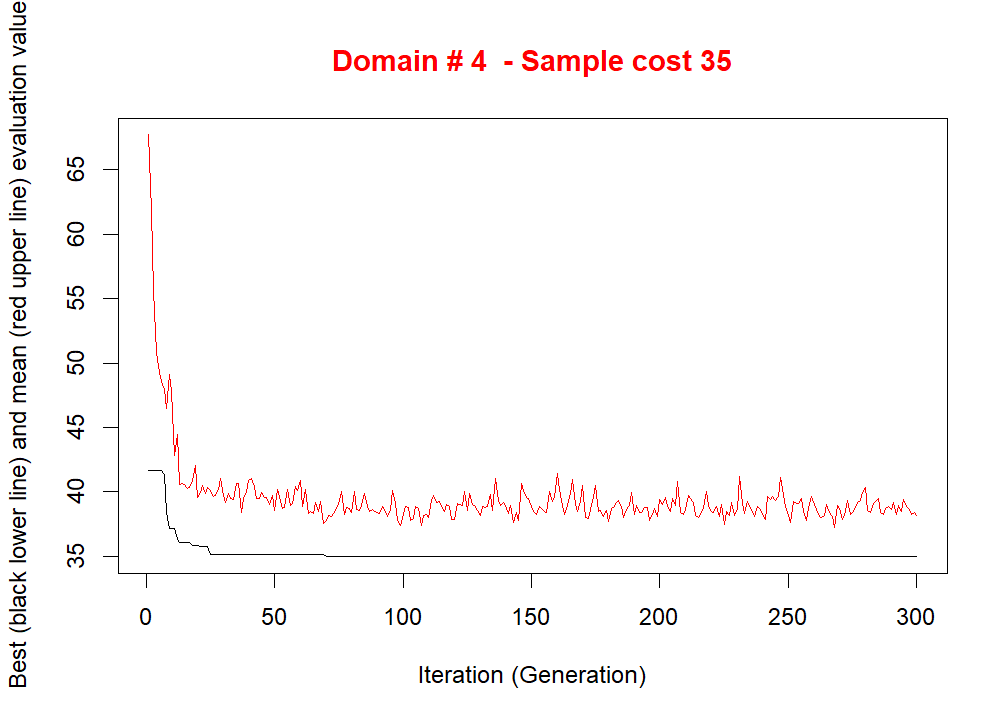 Domain # 4  - Sample cost 35
Best (black lower line) and mean (red upper line) evaluation value
65
60
55
50
45
40
35
0 50 100 150 200 250 300
Iteration (Generation)